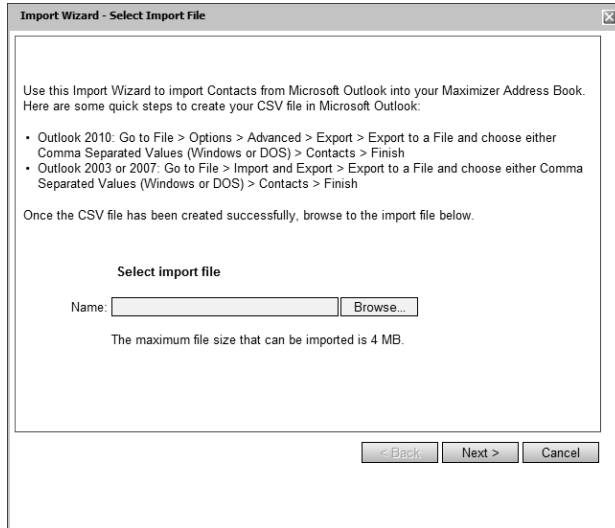 Import Wizard - Select Import File
Use this Import Wizard to import Contacts from Microsoft Outlook into your Maximizer Address Book.
Here are some quick steps to create your CSV file in Microsoft Outlook:
• Outlook 2010: Go to File > Options > Advanced > Export > Export to a File and choose either
Comma Separated Values (Windows or DOS) > Contacts > Finish
• Outlook 2003 or 2007: Go to File > Import and Export > Export to a File and choose either Comma
Separated Values (Windows or DOS) > Contacts > Finish
Once the CSV file has been created successfully, browse to the import file below.
Select import file
Name: Browse...
The maximum file size that can be imported is 4 MB.
< Back Next > Cancel